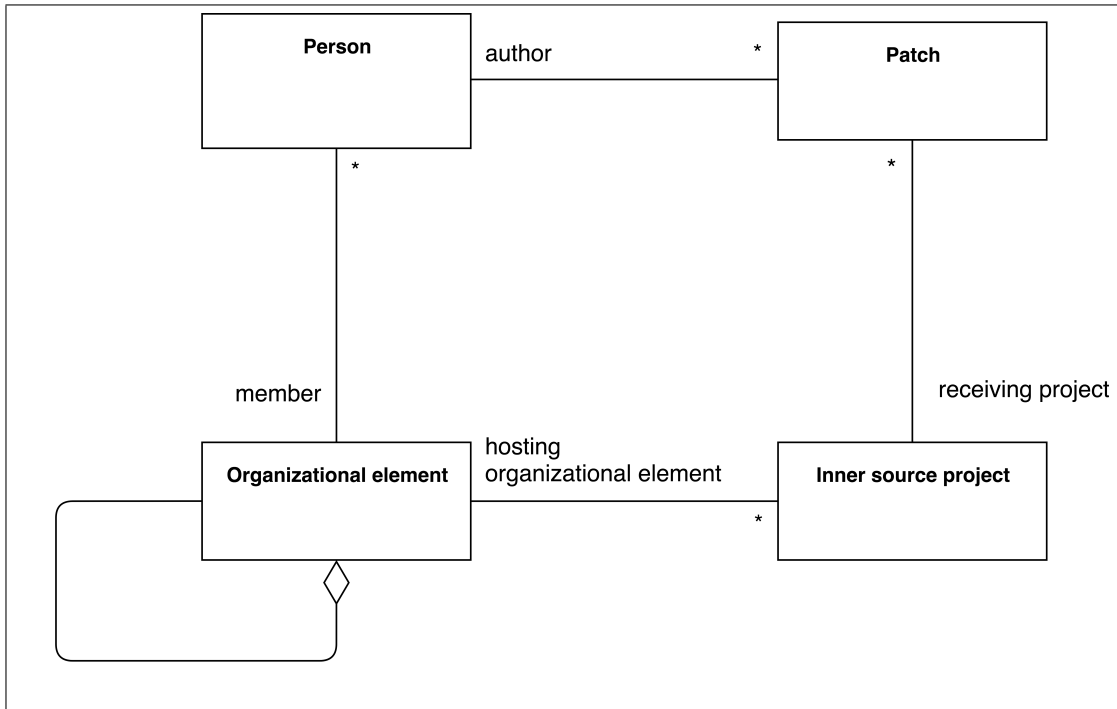 Person
author
*
Patch
*
*
member
receiving project
hosting
organizational element
Organizational element
Inner source project
*